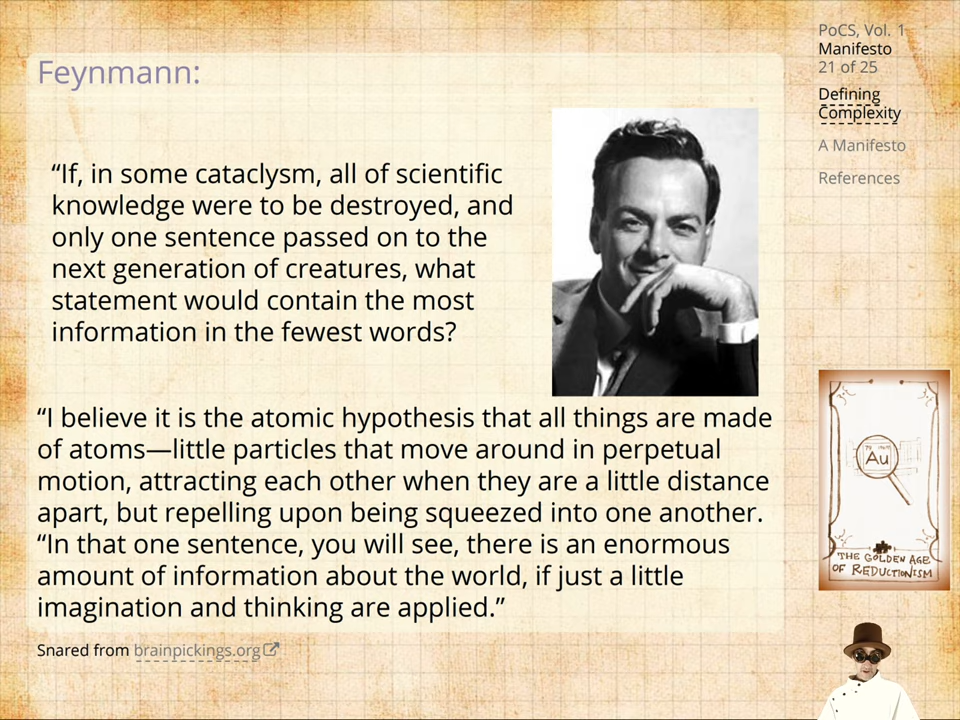 Feynmann:
“If, in some cataclysm, all of scientific
knowledge were to be destroyed, and
only one sentence passed on to the
next generation of creatures, what
statement would contain the most
information in the fewest words?
“I believe it is the atomic hypothesis that all things are made
of atoms—little particles that move around in perpetual
motion, attracting each other when they are a little distance
apart, but repelling upon being squeezed into one another.
“In that one sentence, you will see, there is an enormous
amount of information about the world, if just a little
imagination and thinking are applied.”
Snared from brainpickings.org
PoCS, Vol. 1
Manifesto
21 of 25
Defining
Complexity
A Manifesto
References
Au
THE GOLDEN AGE
OF REDUCTIONISM